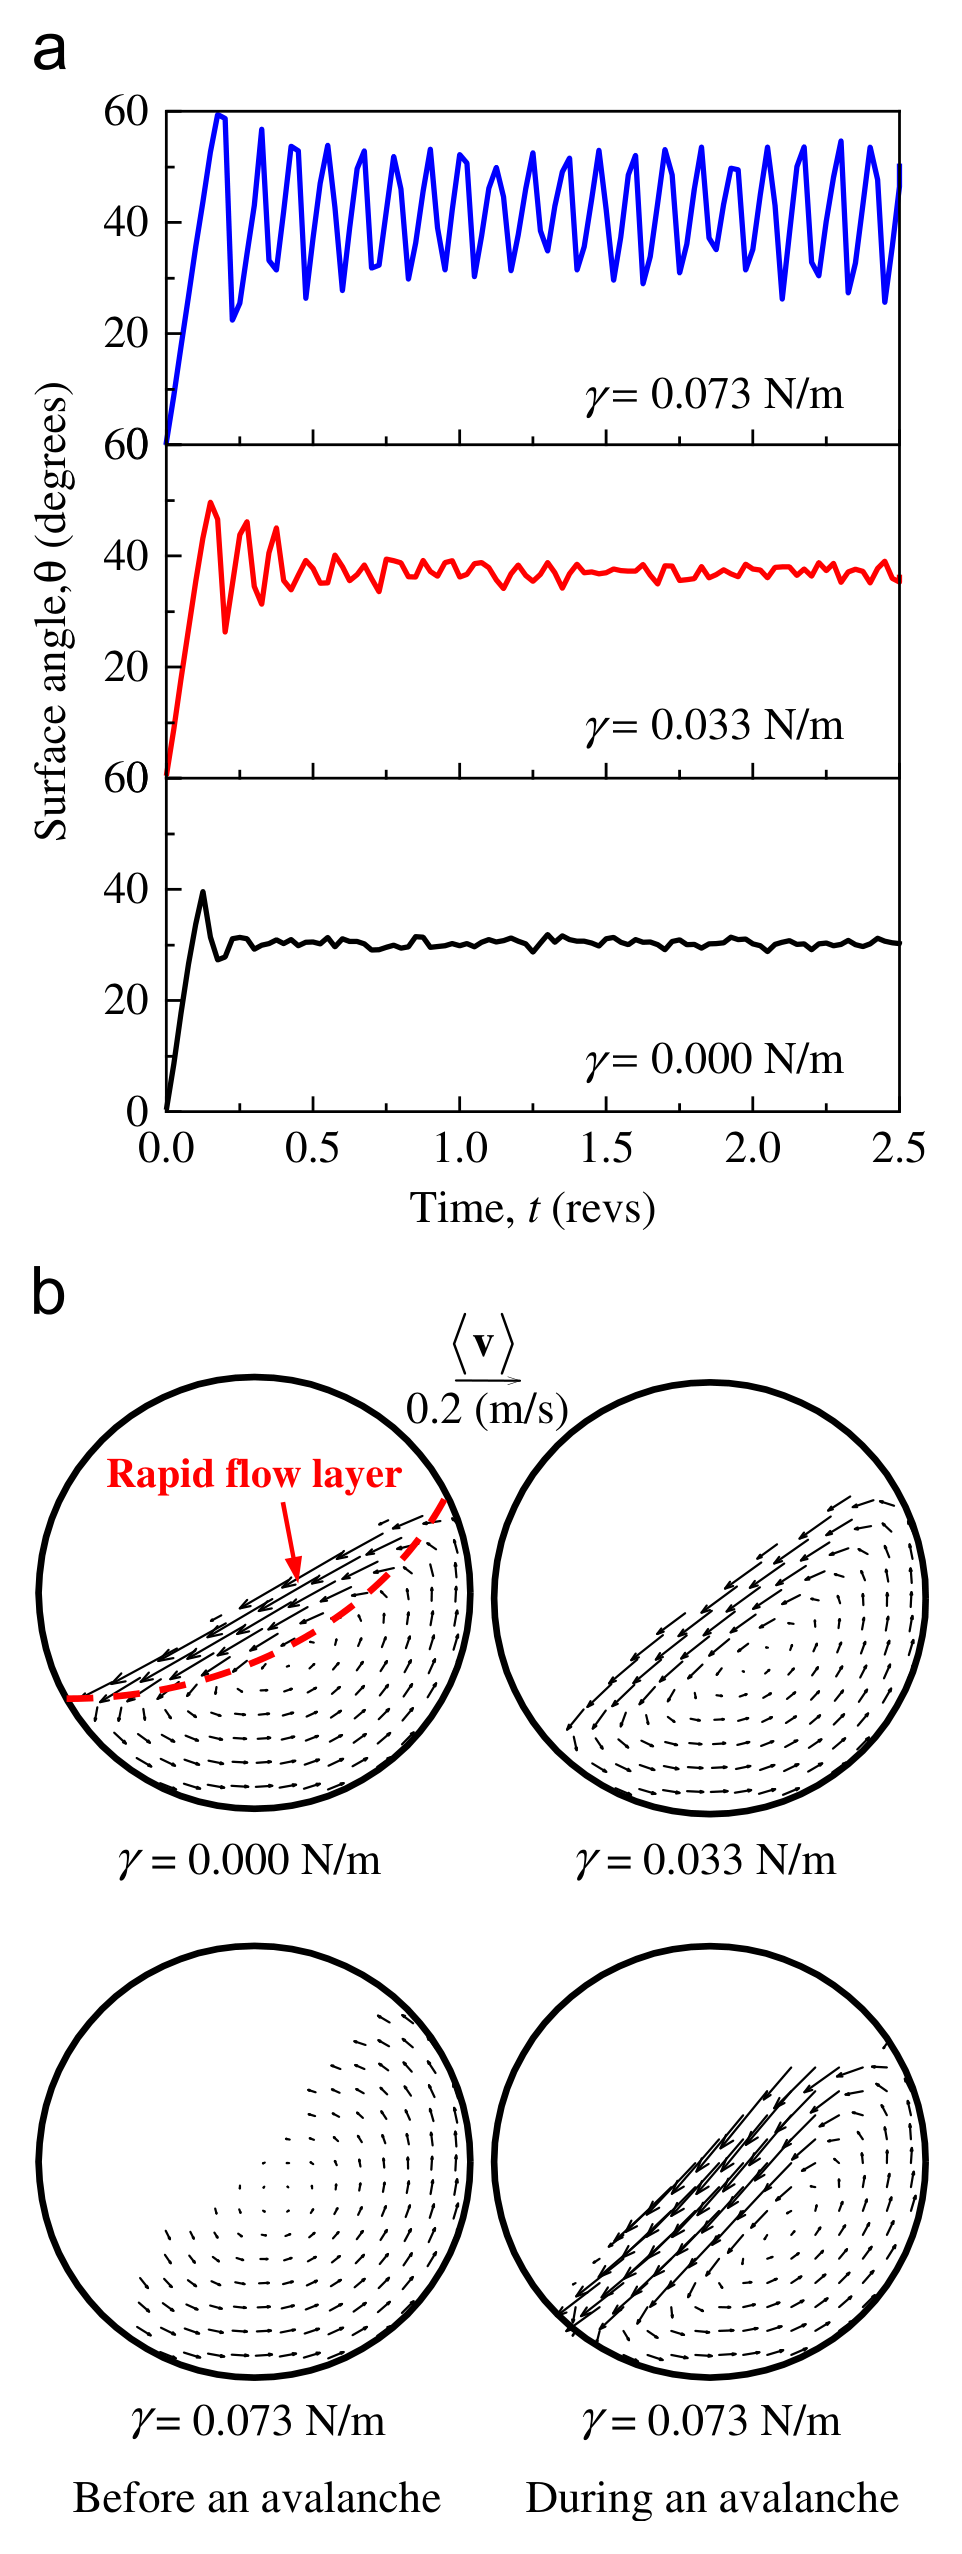 a
60
40
20
γ = 0.073 N/m
60
40
20
γ = 0.033 N/m
60
40
20
γ = 0.000 N/m
0
0.0 0.5 1.0 1.5 2.0 2.5
Surface angle,θ (degrees)
Time, t (revs)
b
⟨v⟩
0.2 (m/s)
Rapid flow layer
γ = 0.000 N/m
γ = 0.033 N/m
γ = 0.073 N/m
γ = 0.073 N/m
Before an avalanche
During an avalanche